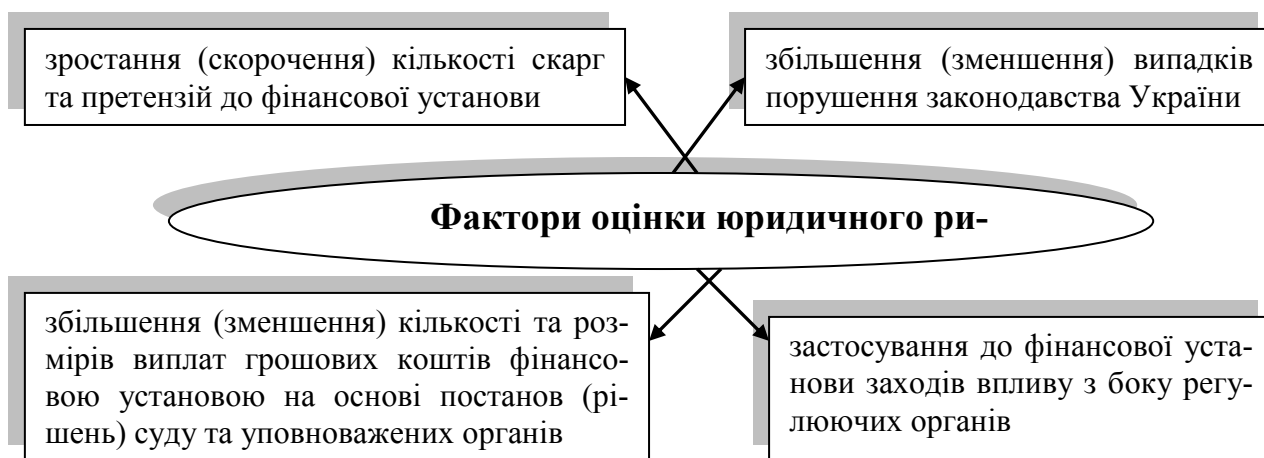 зростання (скорочення) кількості скарг
та претензій до фінансової установи
збільшення (зменшення) випадків
порушення законодавства України
Фактори оцінки юридичного ри-
збільшення (зменшення) кількості та роз-
мірів виплат грошових коштів фінансо-
вою установою на основі постанов (рі-
шень) суду та уповноважених органів
застосування до фінансової уста-
нови заходів впливу з боку регу-
люючих органів